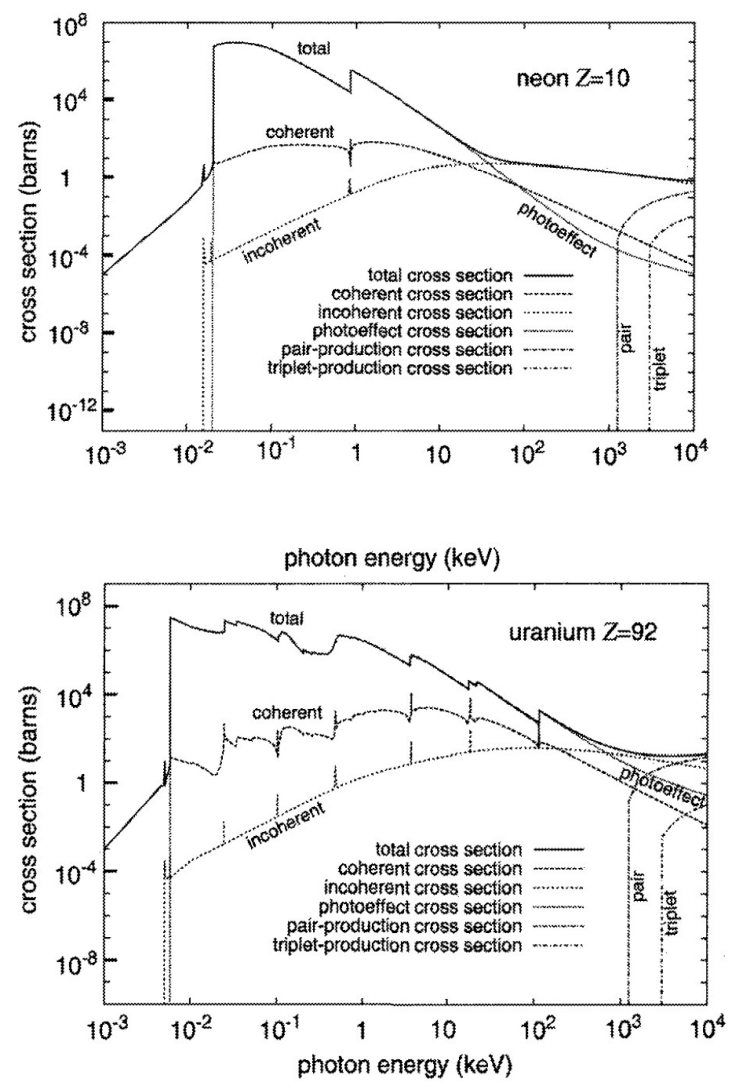 10^8
total
neon Z=10
10^4
coherent
1
incoherent
photoeffect
10^-4
total cross section
coherent cross section
incoherent cross section
photoeffect cross section
pair-production cross section
triplet-production cross section
10^-8
pair
triplet
10^-12
cross section (barns)
10^-3 10^-2 10^-1 1 10 10^2 10^3 10^4
photon energy (keV)
10^8
total
uranium Z=92
10^4
coherent
1
photoeffect
incoherent
10^-4
total cross section
coherent cross section
incoherent cross section
photoeffect cross section
pair-production cross section
triplet-production cross section
pair
triplet
10^-8
cross section (barns)
10^-3 10^-2 10^-1 1 10 10^2 10^3 10^4
photon energy (keV)